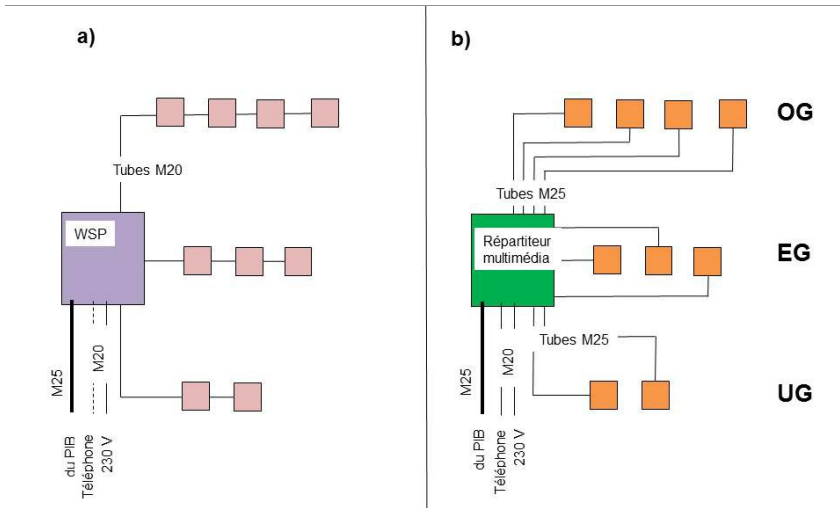 a)
Tubes M20
WSP
M25
M20
du PIB
Téléphone
230 V
b)
OG
Tubes M25
Répartiteur
multimédia
EG
Tubes M25
M25
M20
UG
du PIB
Téléphone
230 V